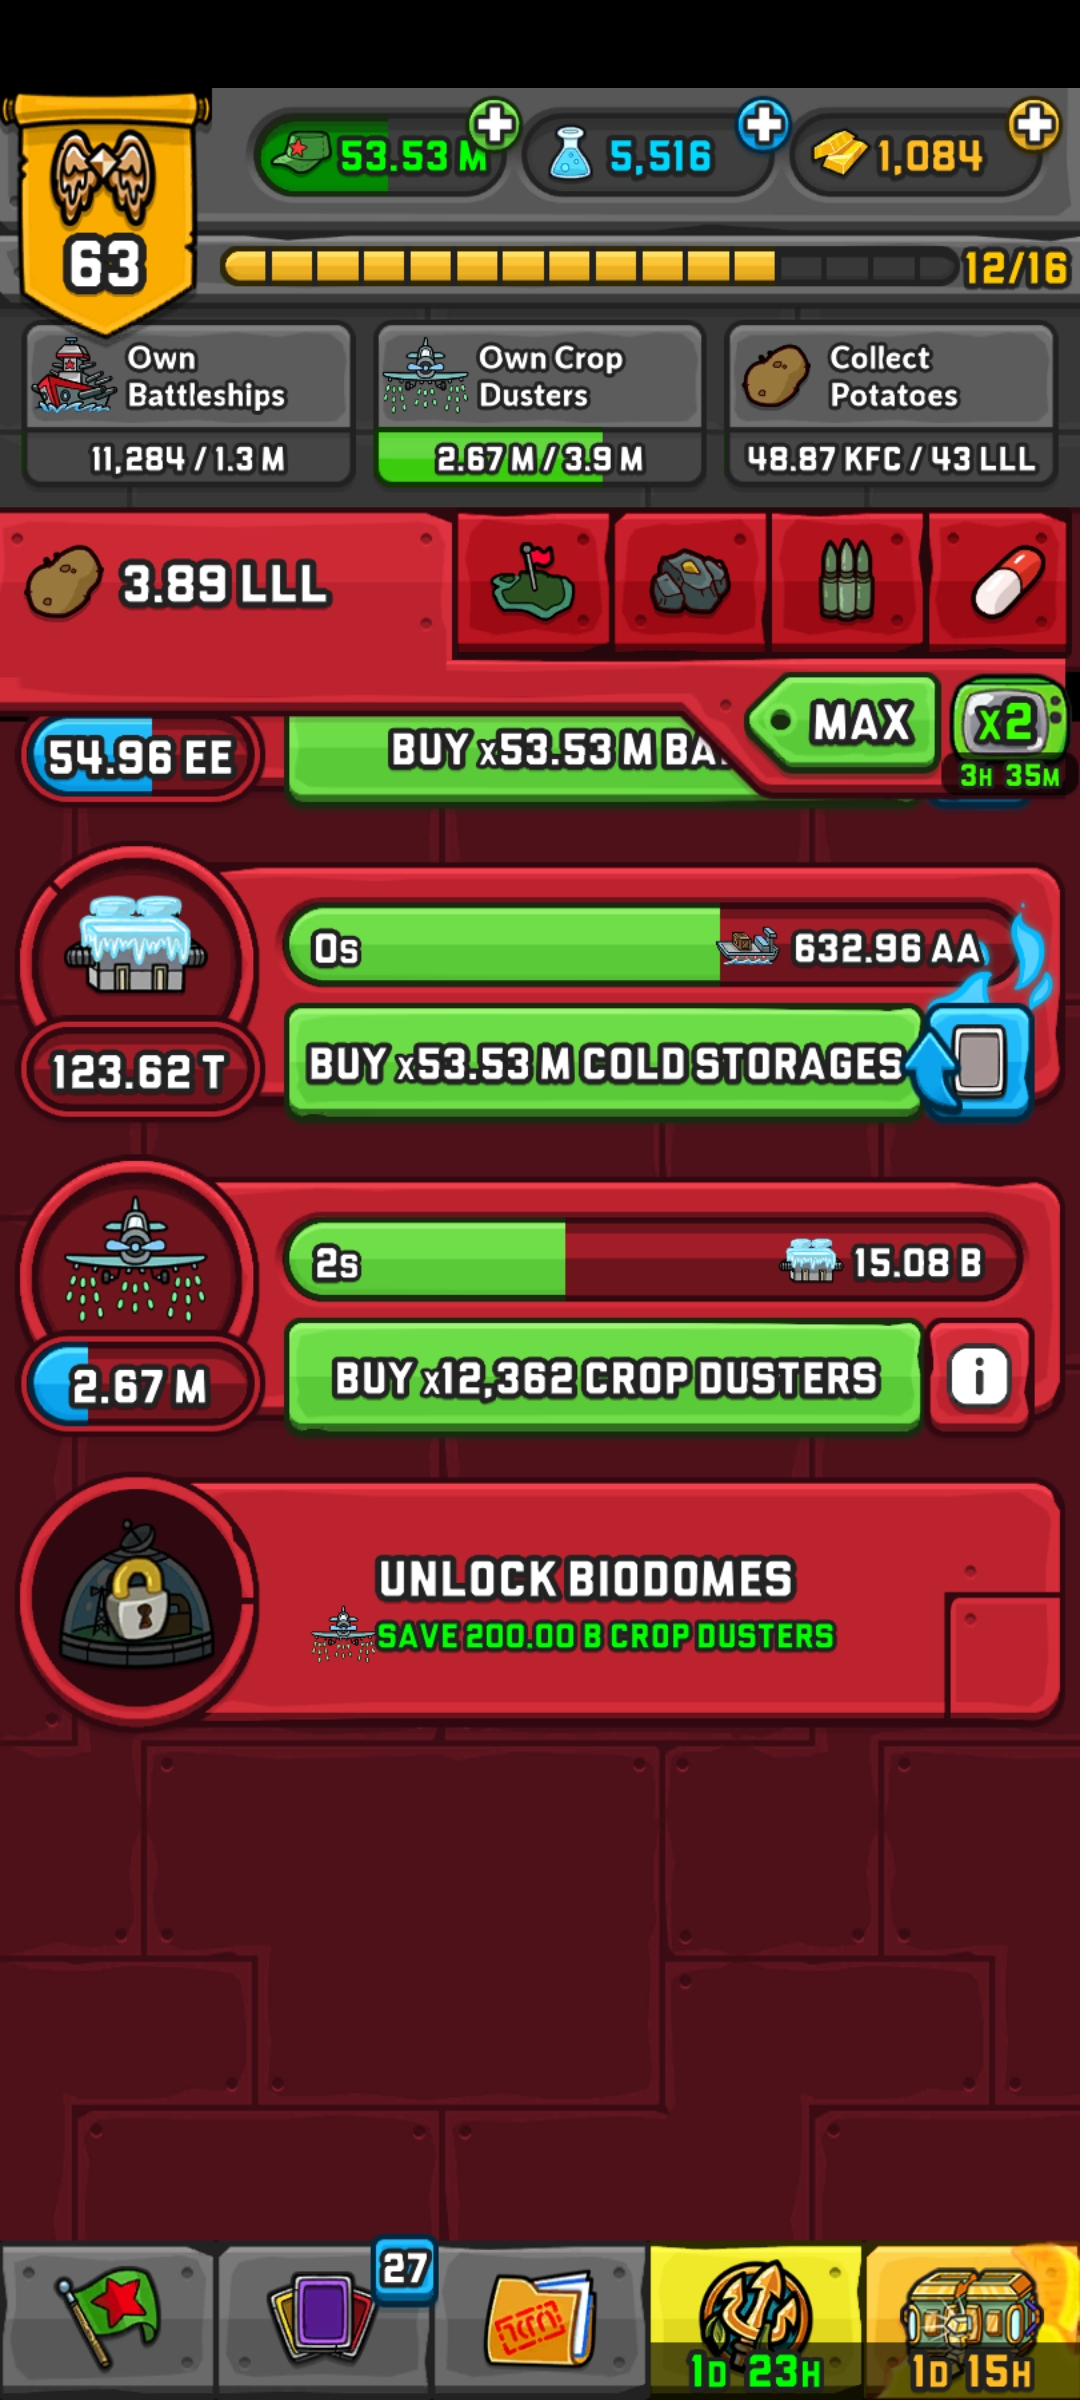 53.53 M
5,516
1,084
63
12/16
Own
Battleships
11,284 / 1.3 M
Own Crop
Dusters
2.67 M / 3.9 M
Collect
Potatoes
48.87 KFC / 43 LLL
3.89 LLL
MAX
x2
3H 35M
54.96 EE
BUY x53.53 M BA
0s
632.96 AA
123.62 T
BUY x53.53 M COLD STORAGES
2s
15.08 B
2.67 M
BUY x12,362 CROP DUSTERS
i
UNLOCK BIODOMES
SAVE 200.00 B CROP DUSTERS
27
1D 23H
1D 15H